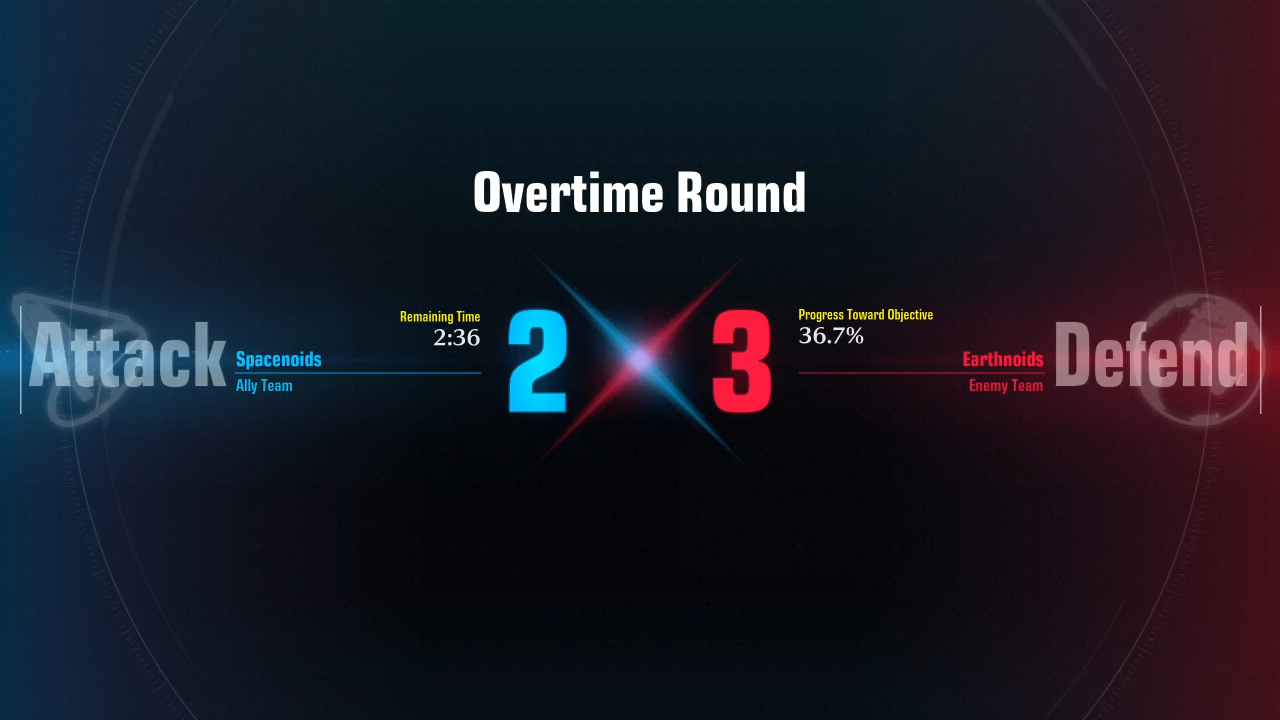 Overtime Round
Remaining Time
2:36
2
3
Progress Toward Objective
36.7%
Attack
Spacenoids
Ally Team
Earthnoids
Enemy Team
Defend